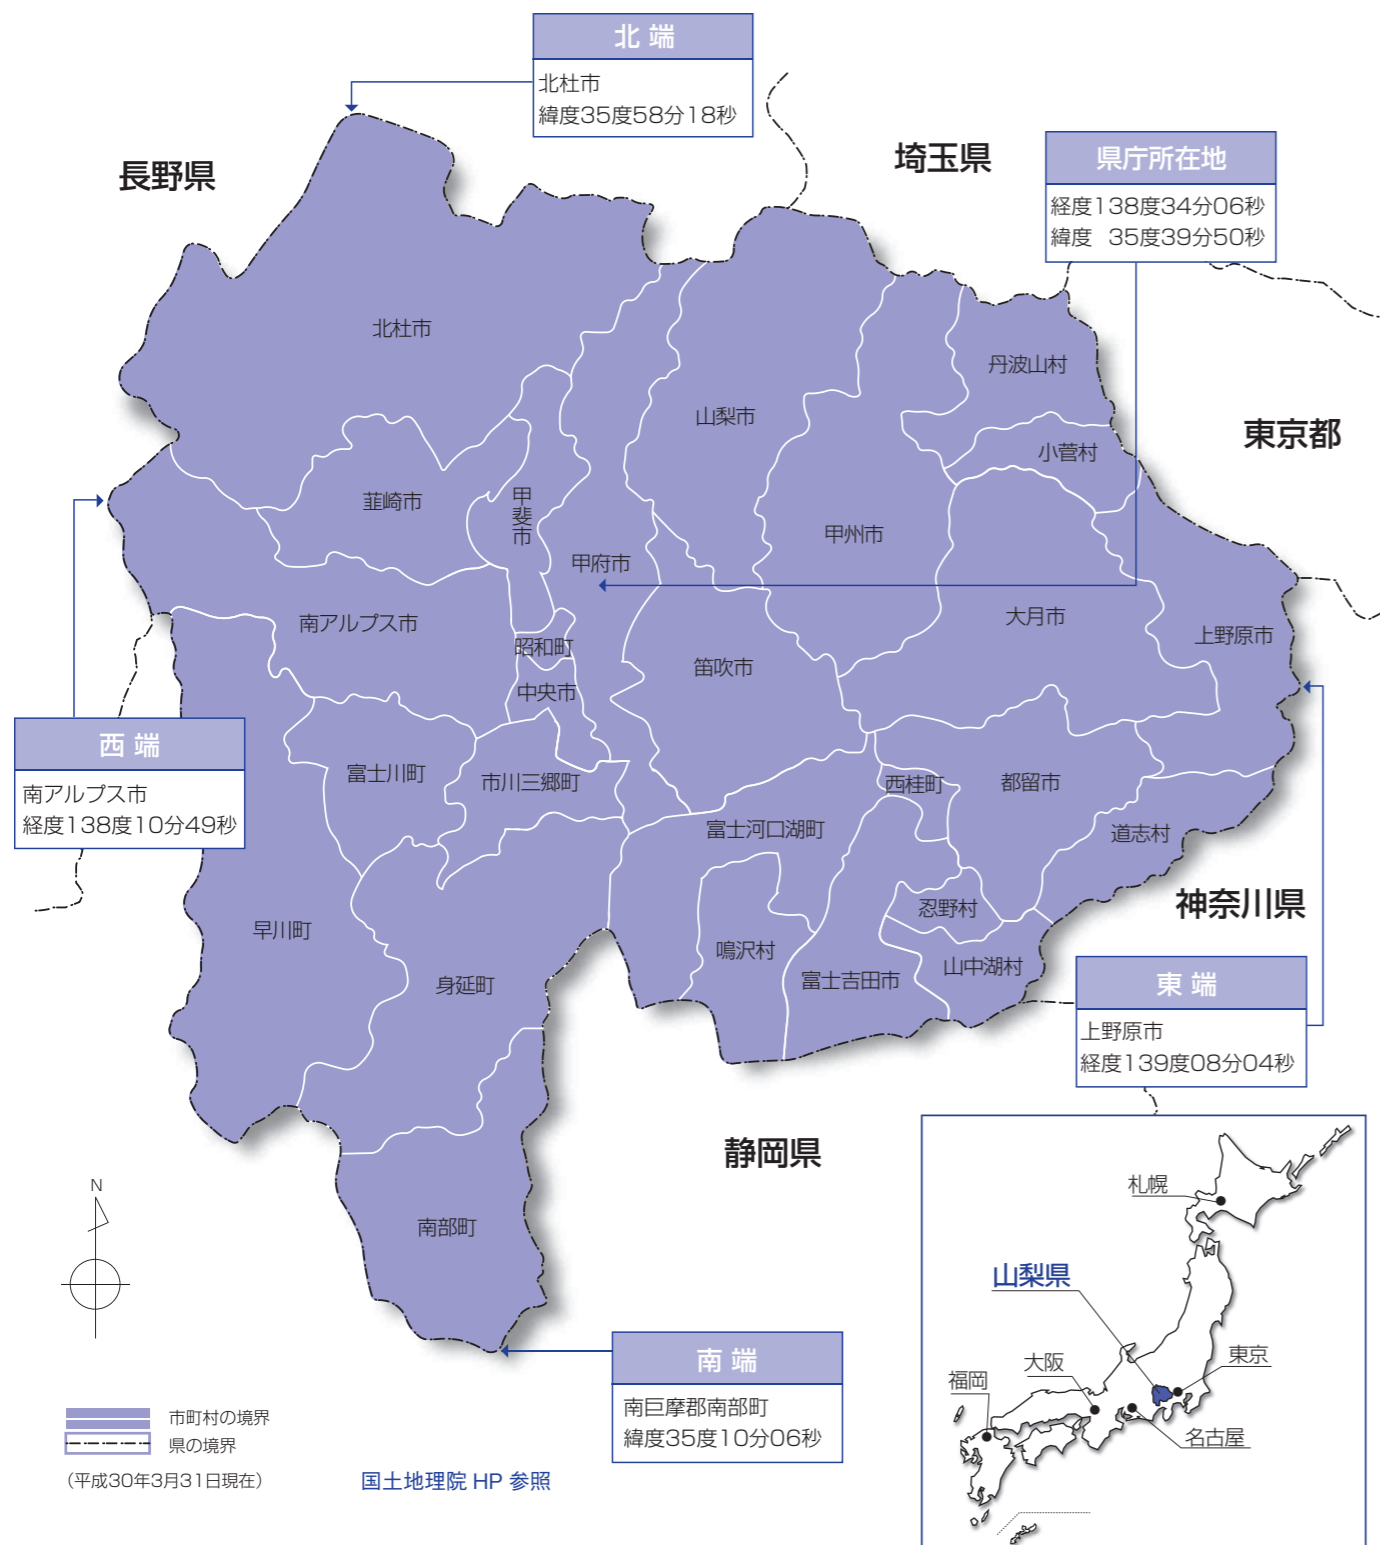 北 端
北杜市
緯度35度58分18秒
長野県
埼玉県
県庁所在地
経度138度34分06秒
緯度 35度39分50秒
北杜市
丹波山村
山梨市
東京都
小菅村
韮崎市
甲斐市
甲州市
甲府市
南アルプス市
大月市
上野原市
昭和町
笛吹市
中央市
西 端
南アルプス市
経度138度10分49秒
富士川町
市川三郷町
西桂町
都留市
富士河口湖町
道志村
神奈川県
忍野村
早川町
鳴沢村
山中湖村
富士吉田市
身延町
東 端
上野原市
経度139度08分04秒
静岡県
N
南部町
南 端
南巨摩郡南部町
緯度35度10分06秒
札幌
山梨県
東京
大阪
福岡
名古屋
市町村の境界
県の境界
（平成30年3月31日現在）
国土地理院 HP 参照